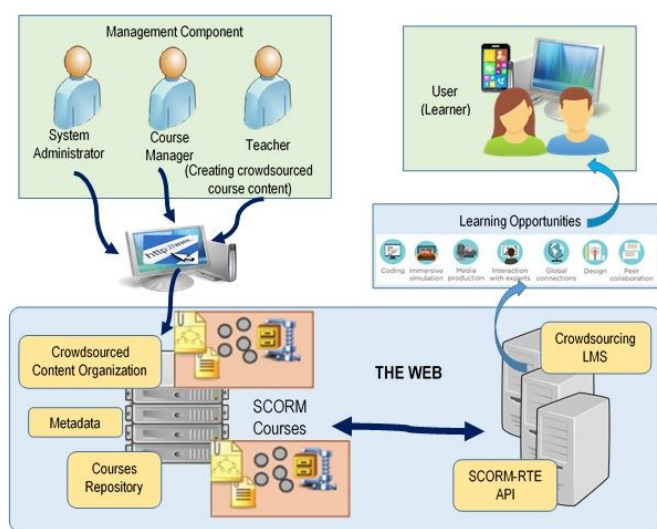 Management Component
System
Administrator
Course
Manager
Teacher
(Creating crowdsourced
course content)
http://www.
User
(Learner)
Learning Opportunities
Coding
Immersive
simulation
Media
production
Interaction
with experts
Global
connections
Design
Peer
collaboration
Crowdsourced
Content Organization
Metadata
Courses
Repository
SCORM
Courses
THE WEB
Crowdsourcing
LMS
SCORM-RTE
API